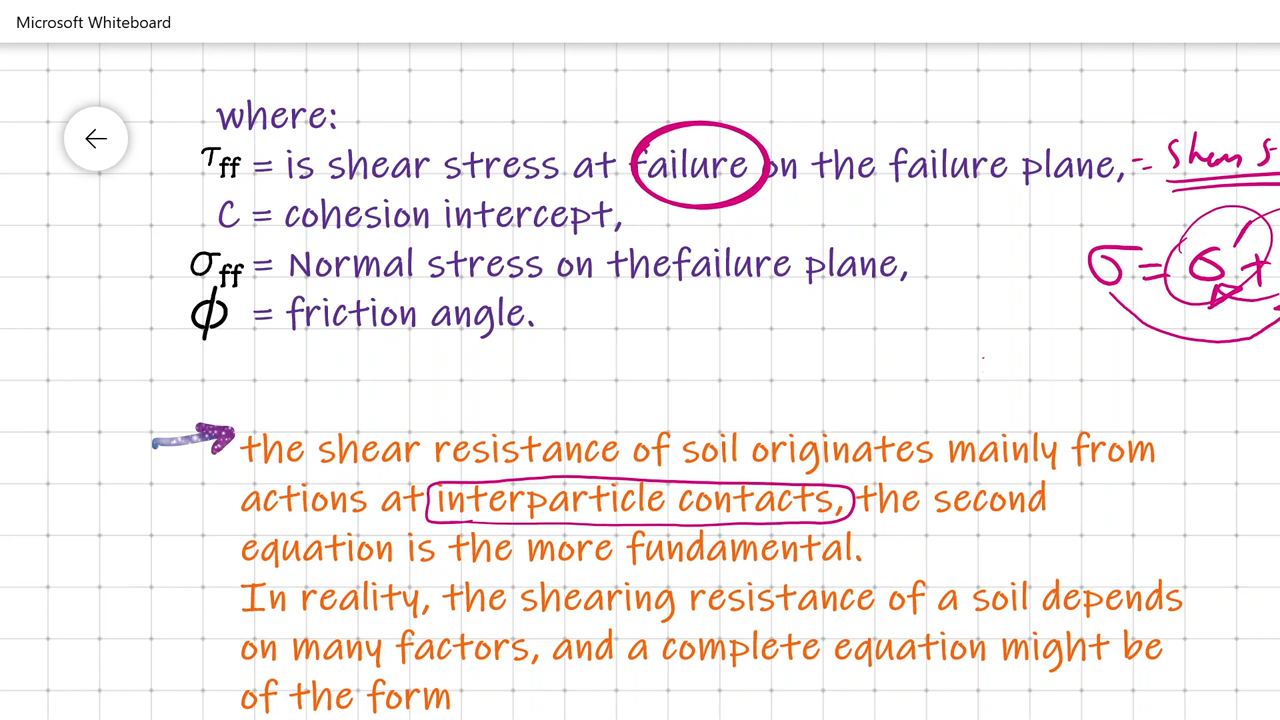 Microsoft Whiteboard
where:
τff = is shear stress at failure on the failure plane, = shear s
C = cohesion intercept,
σff = Normal stress on thefailure plane,
σ = σ +
ϕ = friction angle.
the shear resistance of soil originates mainly from
actions at interparticle contacts, the second
equation is the more fundamental.
In reality, the shearing resistance of a soil depends
on many factors, and a complete equation might be
of the form